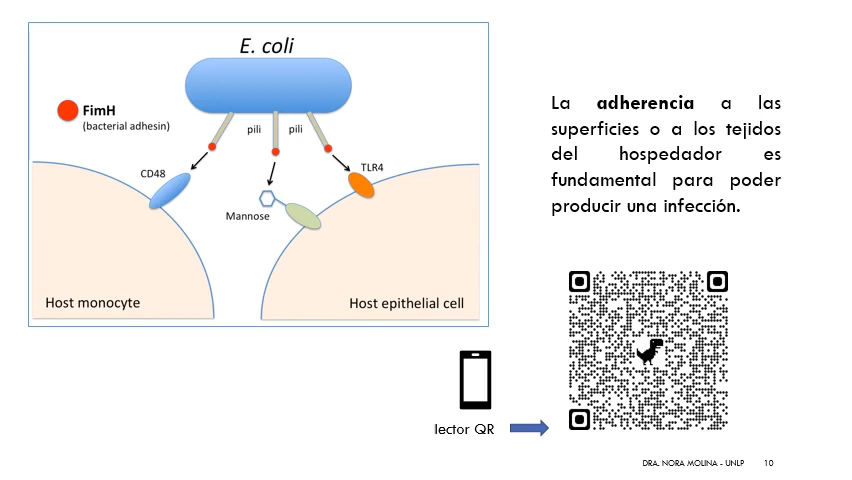 E. coli
FimH
(bacterial adhesin)
pili
pili
CD48
TLR4
Mannose
Host monocyte
Host epithelial cell
La adherencia a las
superficies o a los tejidos
del hospedador es
fundamental para poder
producir una infección.
lector QR
DRA. NORA MOLINA - UNLP 10